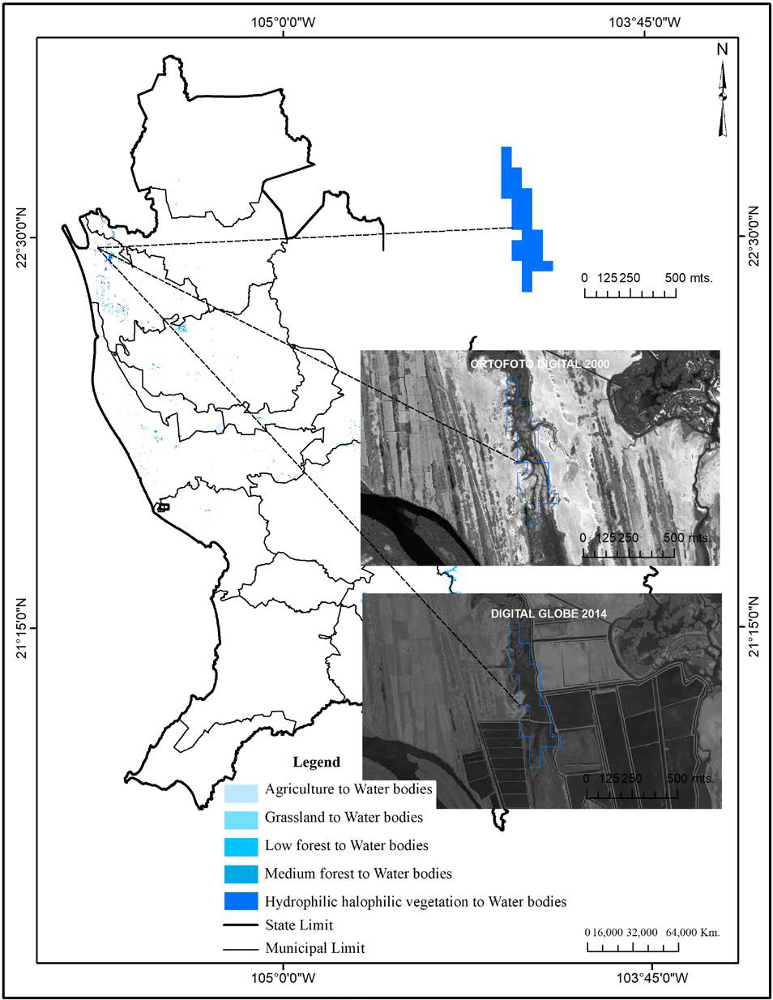 105°0'0"W 103°45'0"W
N
22°30'0"N
22°30'0"N
0 125 250 500 mts.
ORTOFOTO DIGITAL 2000
0 125 250 500 mts.
21°15'0"N
21°15'0"N
DIGITAL GLOBE 2014
0 125 250 500 mts.
Legend
Agriculture to Water bodies
Grassland to Water bodies
Low forest to Water bodies
Medium forest to Water bodies
Hydrophilic halophilic vegetation to Water bodies
State Limit
Municipal Limit
0 16,000 32,000 64,000 Km.
105°0'0"W 103°45'0"W